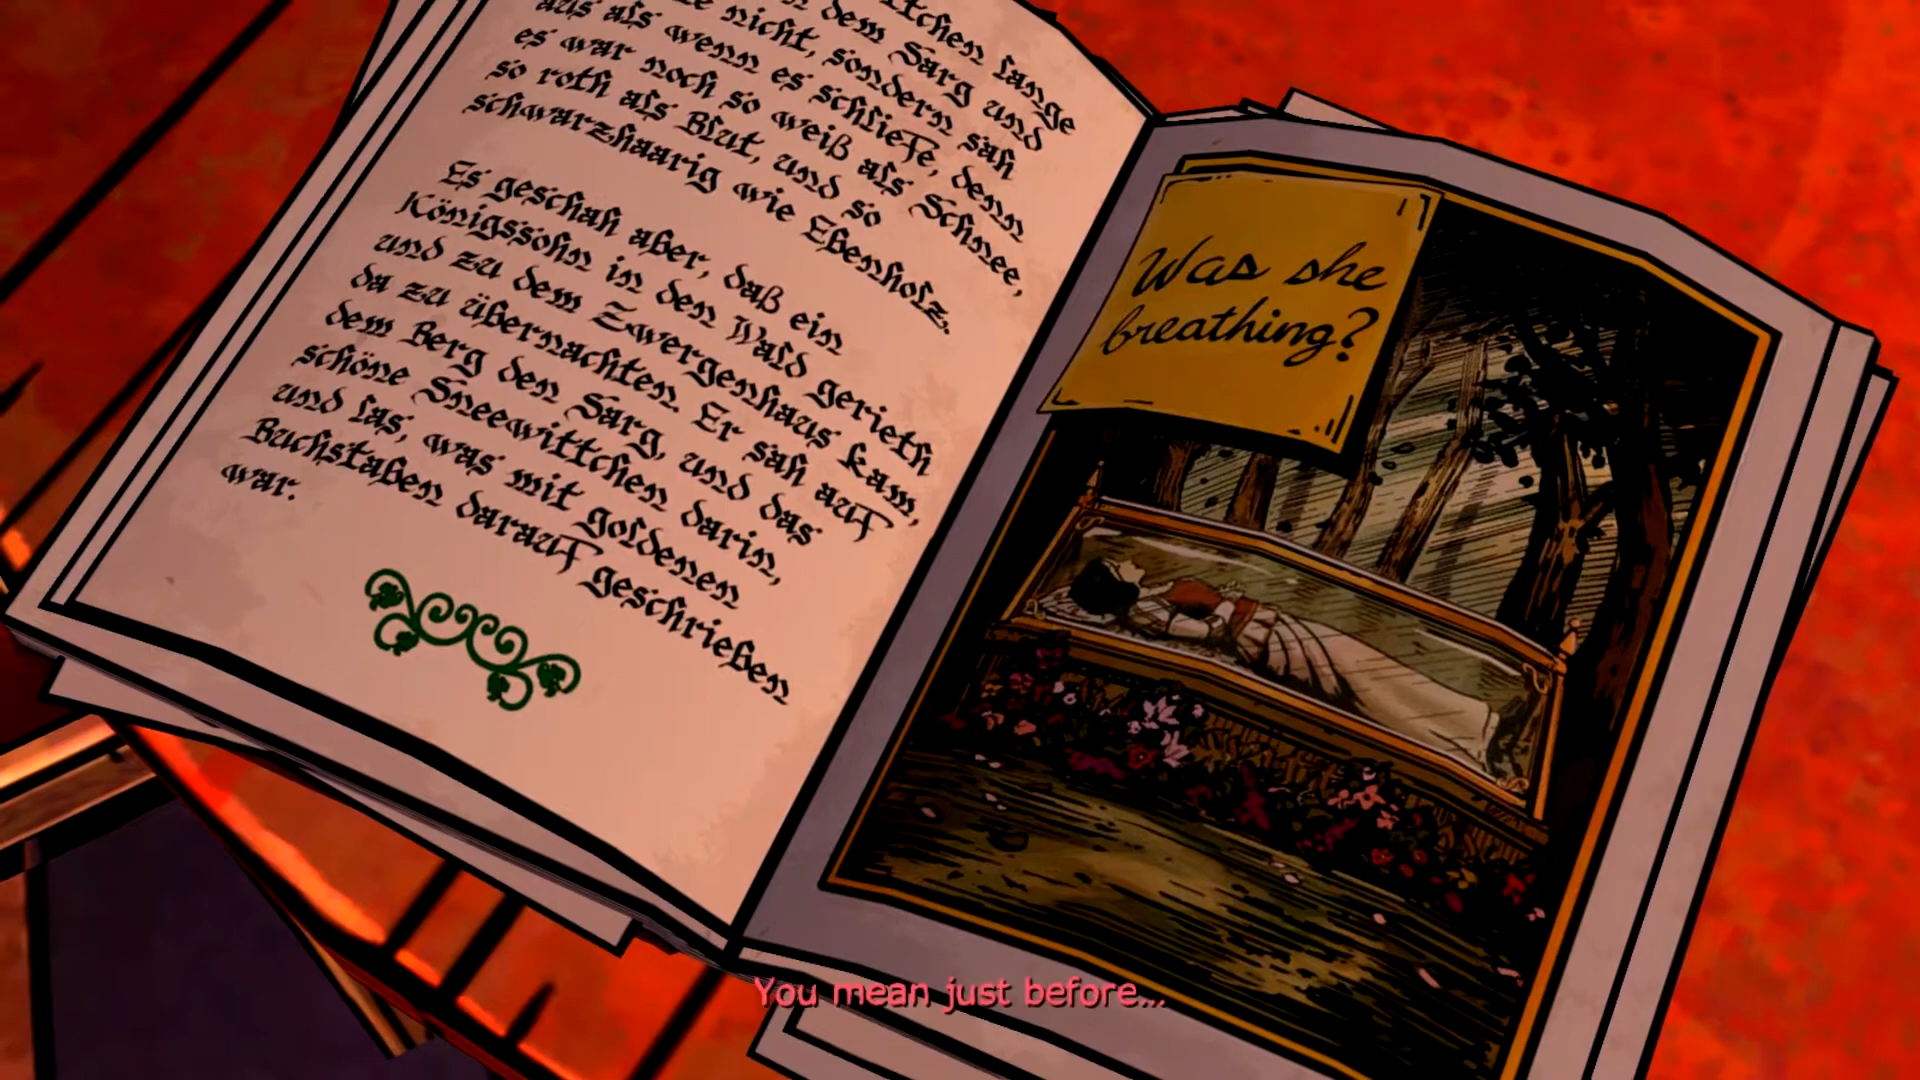 dem Sarg und
nicht, sondern sah
aus als wenn es schliefe, denn
es war noch so weiß als Schnee,
so roth als Blut, und so
schwarzhaarig wie Ebenholz.
Es geschah aber, daß ein
Königssohn in den Wald gerieth
und zu dem Zwergenhaus kam,
da zu übernachten. Er sah auf
dem Berg den Sarg, und das
schöne Sneewittchen darin,
und las, was mit goldenen
Buchstaben darauf geschrieben
war.
Was she
breathing?
You mean just before...